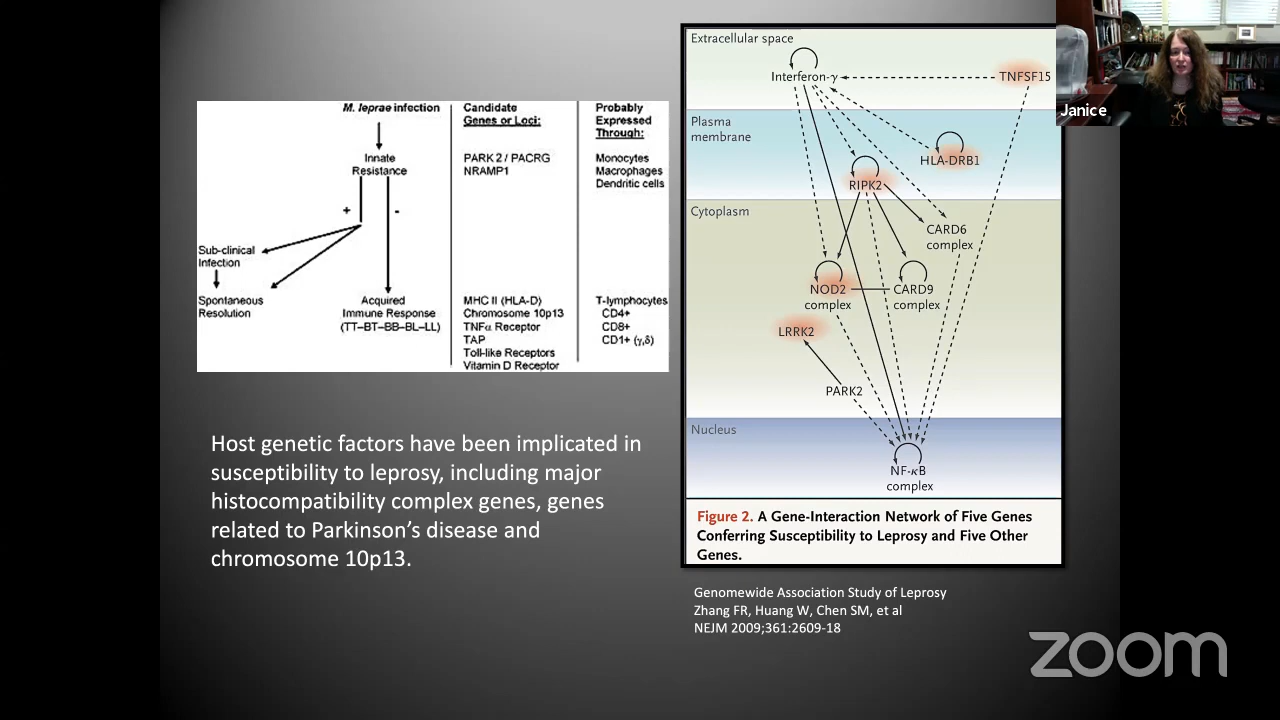 M. leprae infection
Candidate
Genes or Loci:
Probably
Expressed
Through:
Innate
Resistance
PARK 2 / PACRG
NRAMP1
Monocytes
Macrophages
Dendritic cells
+
-
Sub-clinical
Infection
Spontaneous
Resolution
Acquired
Immune Response
(TT–BT–BB–BL–LL)
MHC II (HLA-D)
Chromosome 10p13
TNFα Receptor
TAP
Toll-like Receptors
Vitamin D Receptor
T-lymphocytes
CD4+
CD8+
CD1+ (γ,δ)
Host genetic factors have been implicated in
susceptibility to leprosy, including major
histocompatibility complex genes, genes
related to Parkinson’s disease and
chromosome 10p13.
Extracellular space
Interferon-γ
TNFSF15
Plasma
membrane
HLA-DRB1
RIPK2
Cytoplasm
CARD6
complex
NOD2
complex
CARD9
complex
LRRK2
PARK2
Nucleus
NF-κB
complex
Figure 2. A Gene-Interaction Network of Five Genes
Conferring Susceptibility to Leprosy and Five Other
Genes.
Genomewide Association Study of Leprosy
Zhang FR, Huang W, Chen SM, et al
NEJM 2009;361:2609-18
Janice
zoom